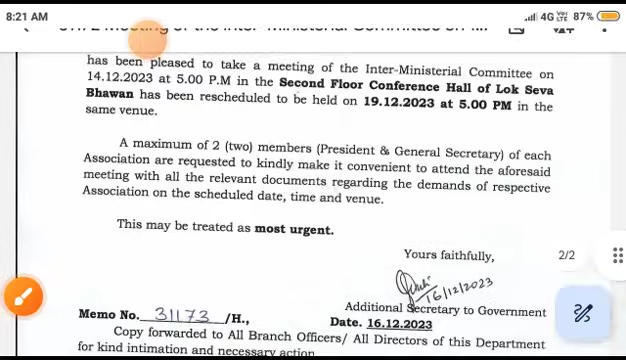 8:21 AM 4G 87%
Meeting of the Inter-Ministerial Committee on
has been pleased to take a meeting of the Inter-Ministerial Committee on
14.12.2023 at 5.00 P.M in the Second Floor Conference Hall of Lok Seva
Bhawan has been rescheduled to be held on 19.12.2023 at 5.00 PM in the
same venue.
A maximum of 2 (two) members (President & General Secretary) of each
Association are requested to kindly make it convenient to attend the aforesaid
meeting with all the relevant documents regarding the demands of respective
Association on the scheduled date, time and venue.
This may be treated as most urgent.
Yours faithfully,
2/2
16/12/2023
Additional Secretary to Government
Memo No. 31173 /H., Date. 16.12.2023
Copy forwarded to All Branch Officers/ All Directors of this Department
for kind intimation and necessary action